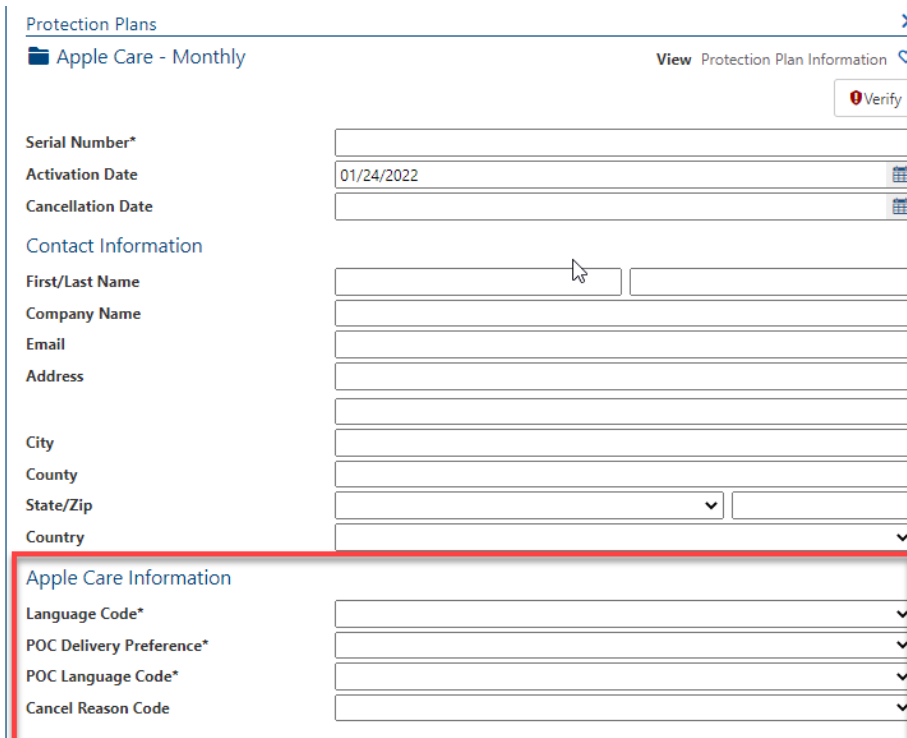 Protection Plans
Apple Care - Monthly
View Protection Plan Information
Verify
Serial Number*
Activation Date 01/24/2022
Cancellation Date
Contact Information
First/Last Name
Company Name
Email
Address
City
County
State/Zip
Country
Apple Care Information
Language Code*
POC Delivery Preference*
POC Language Code*
Cancel Reason Code